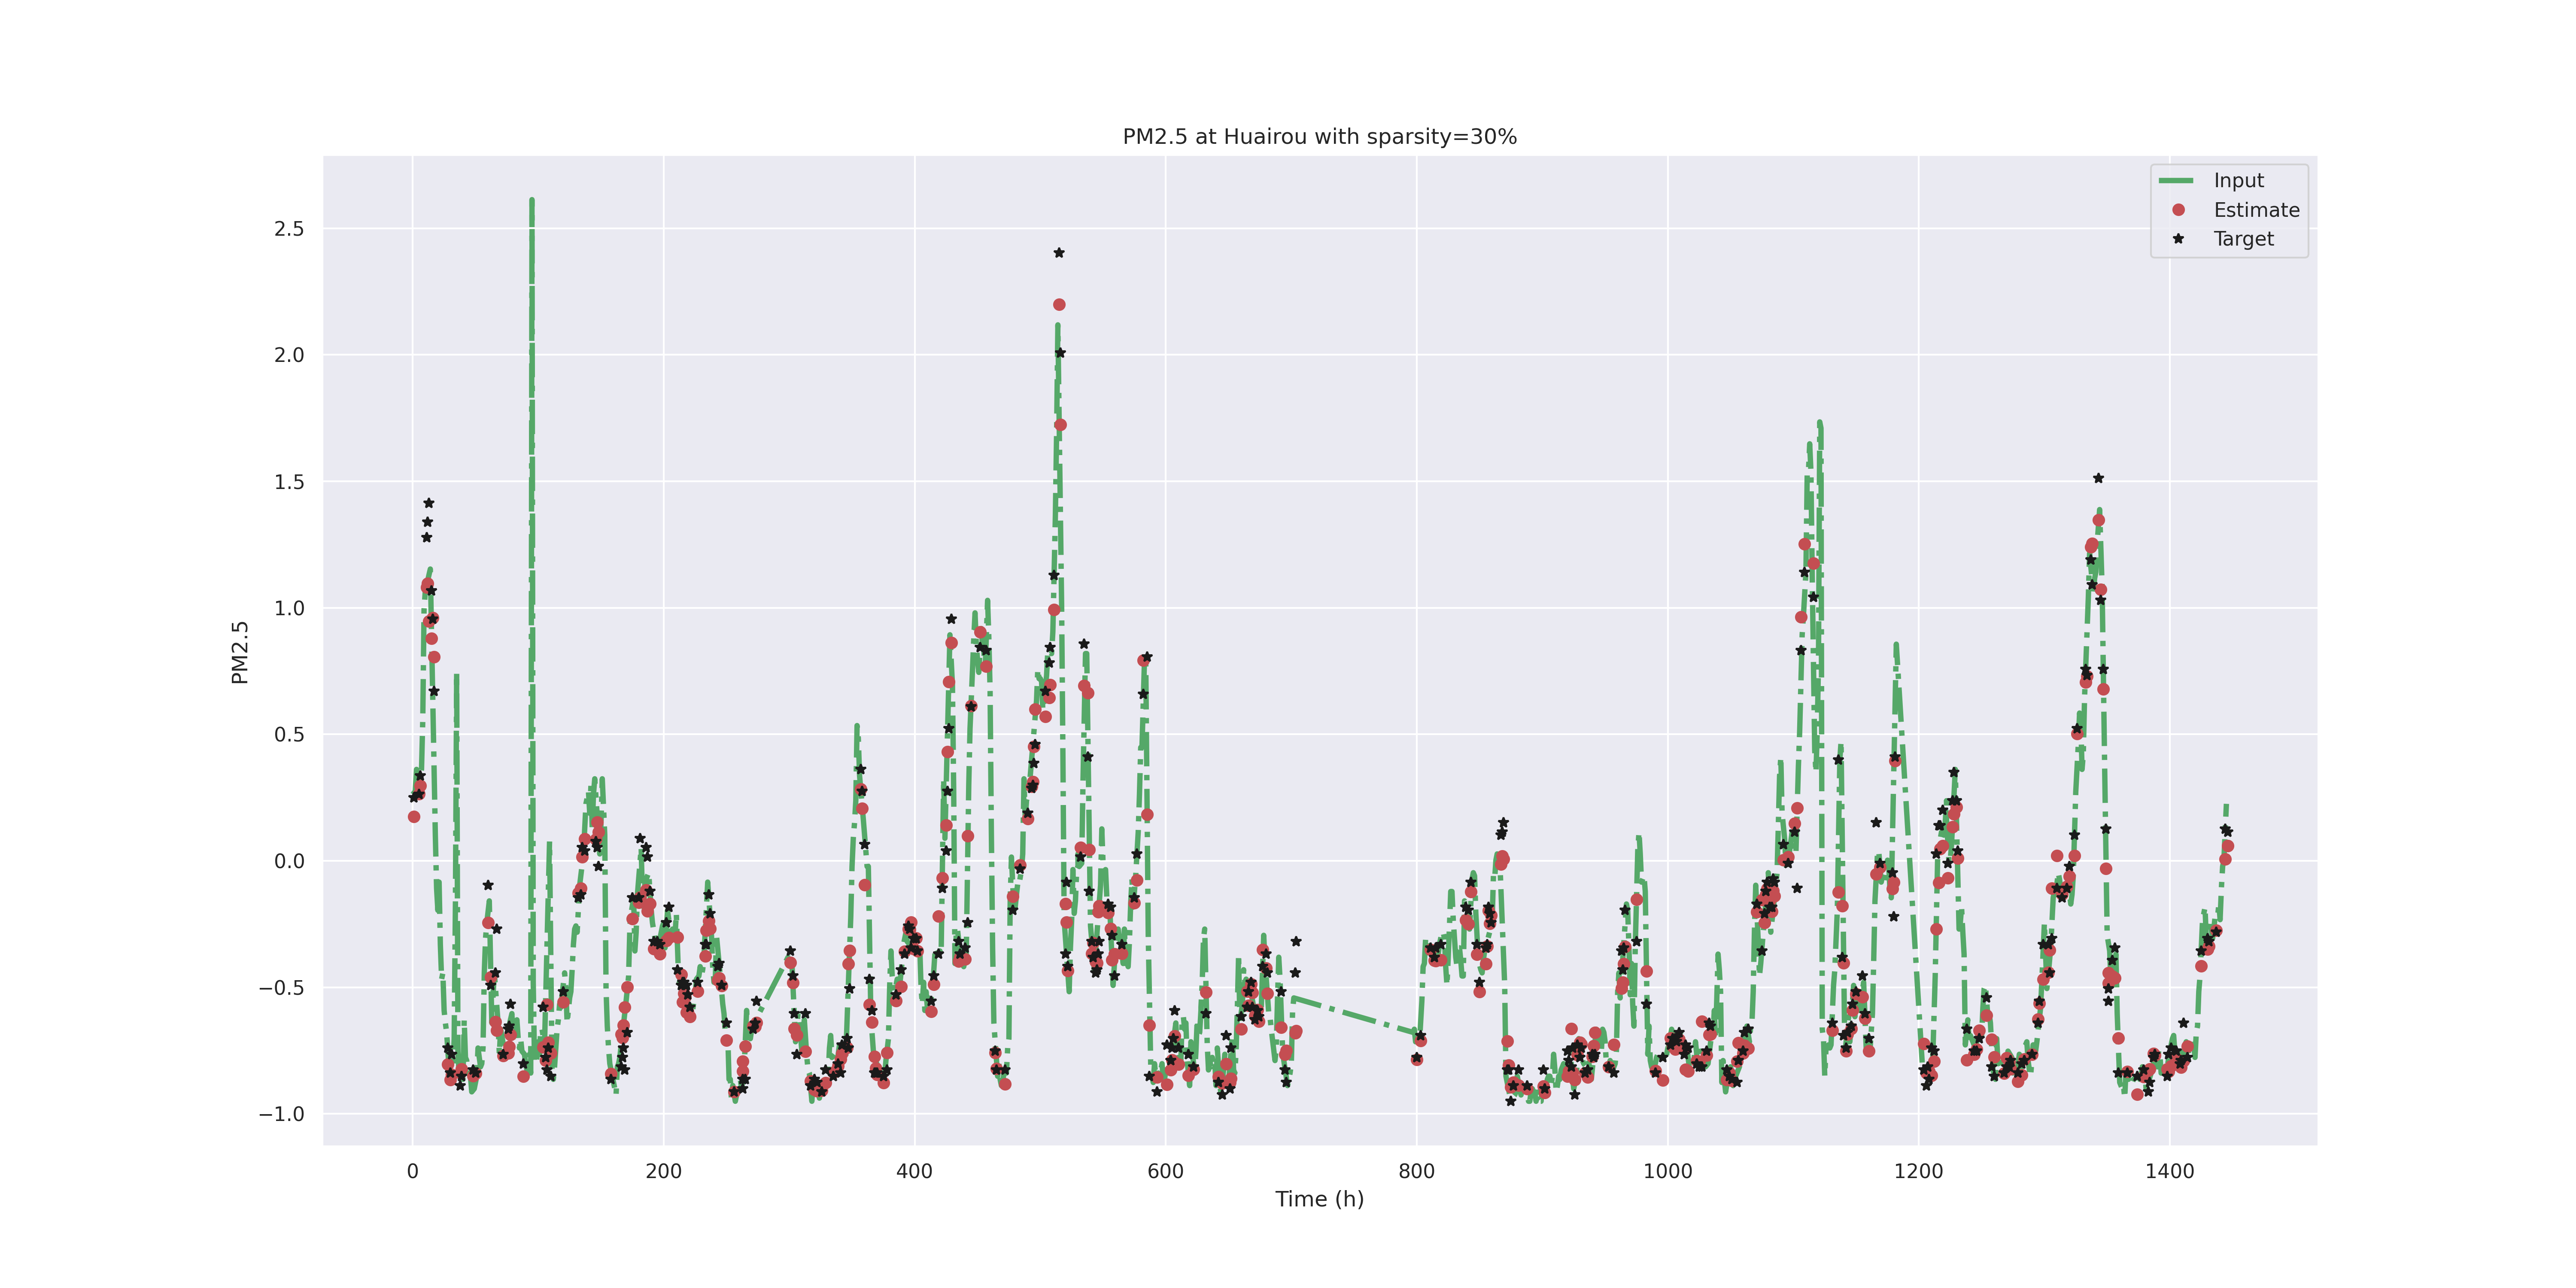 PM2.5 at Huairou with sparsity=30%
Input
Estimate
Target
2.5
2.0
1.5
1.0
0.5
0.0
−0.5
−1.0
PM2.5
0 200 400 600 800 1000 1200 1400
Time (h)